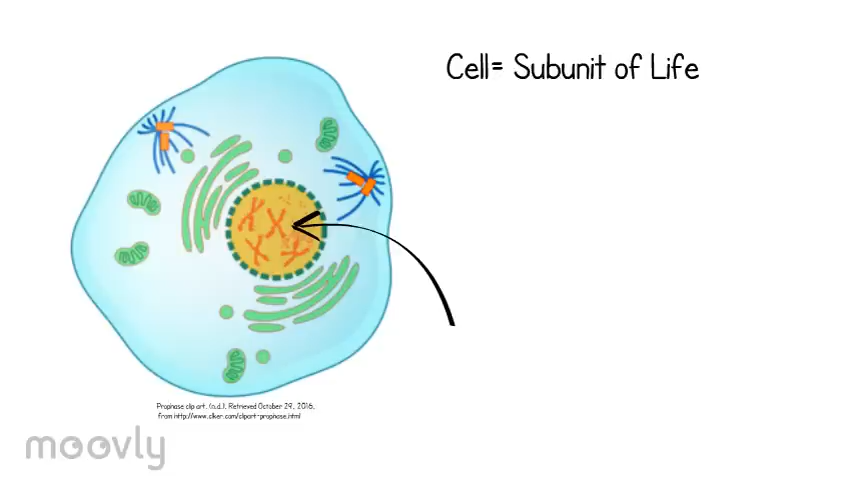 Cell= Subunit of Life
Prophase clip art. (n.d.). Retrieved October 29, 2016,
from http://www.clker.com/clipart-prophase.html
moovly